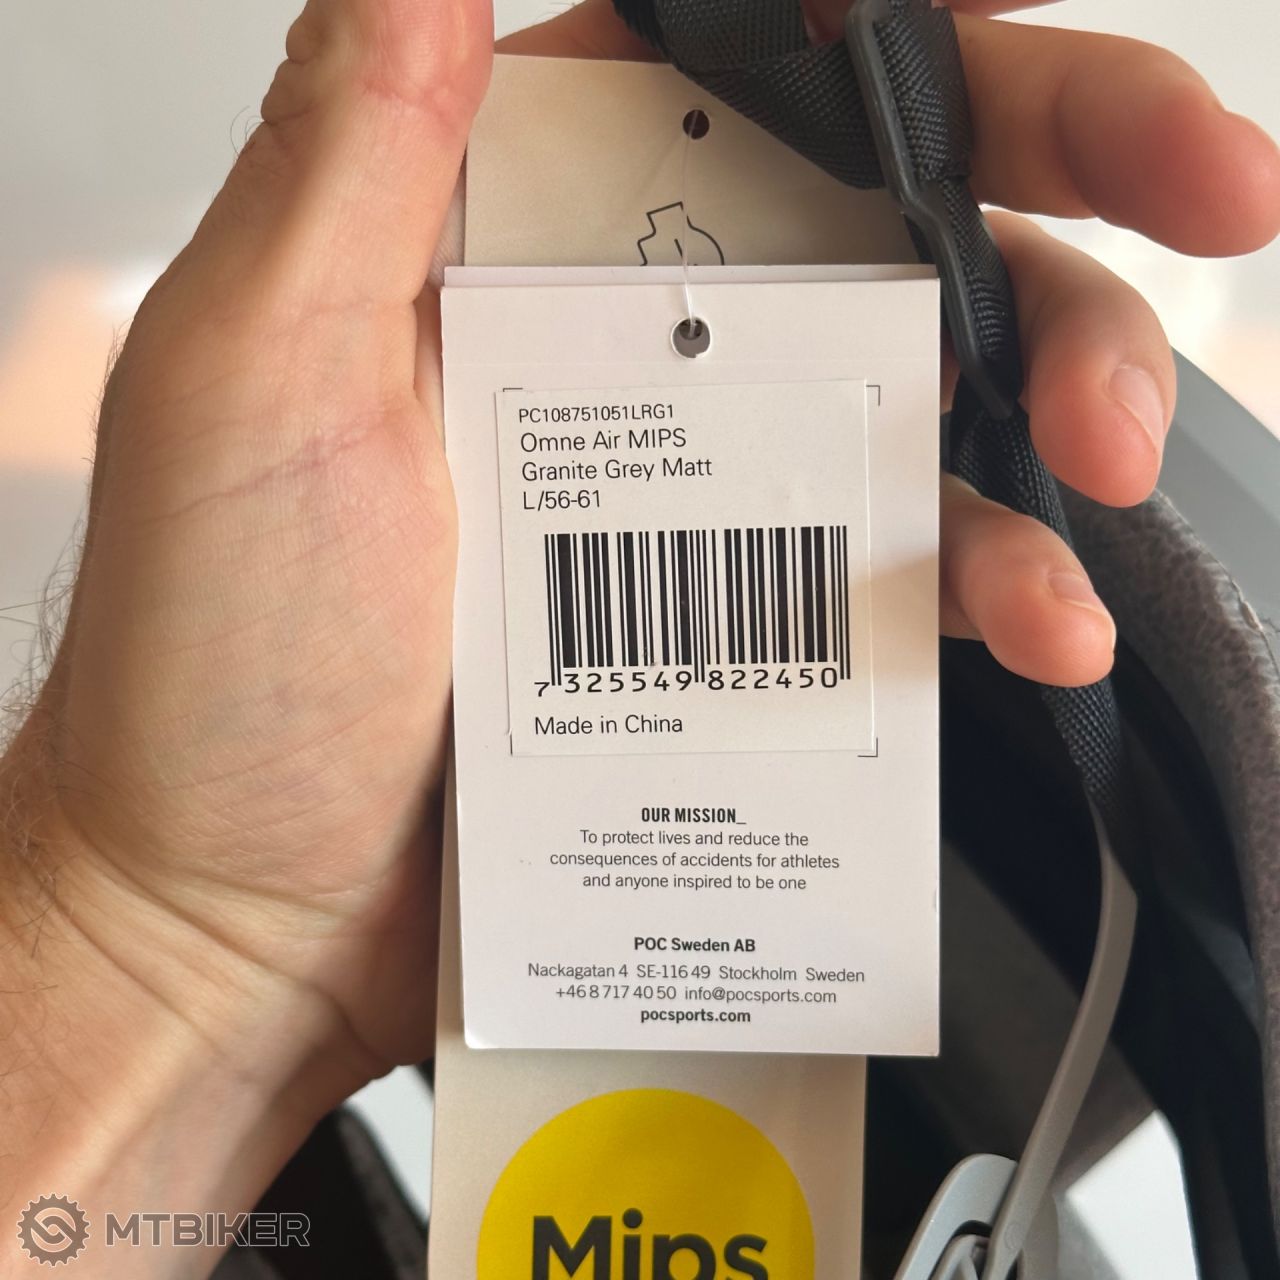 PC108751051LRG1
Omne Air MIPS
Granite Grey Matt
L/56-61
7 325549 822450
Made in China
OUR MISSION_
To protect lives and reduce the
consequences of accidents for athletes
and anyone inspired to be one
POC Sweden AB
Nackagatan 4 SE-116 49 Stockholm Sweden
+46 8 717 40 50 info@pocsports.com
pocsports.com
Mips
MTBIKER